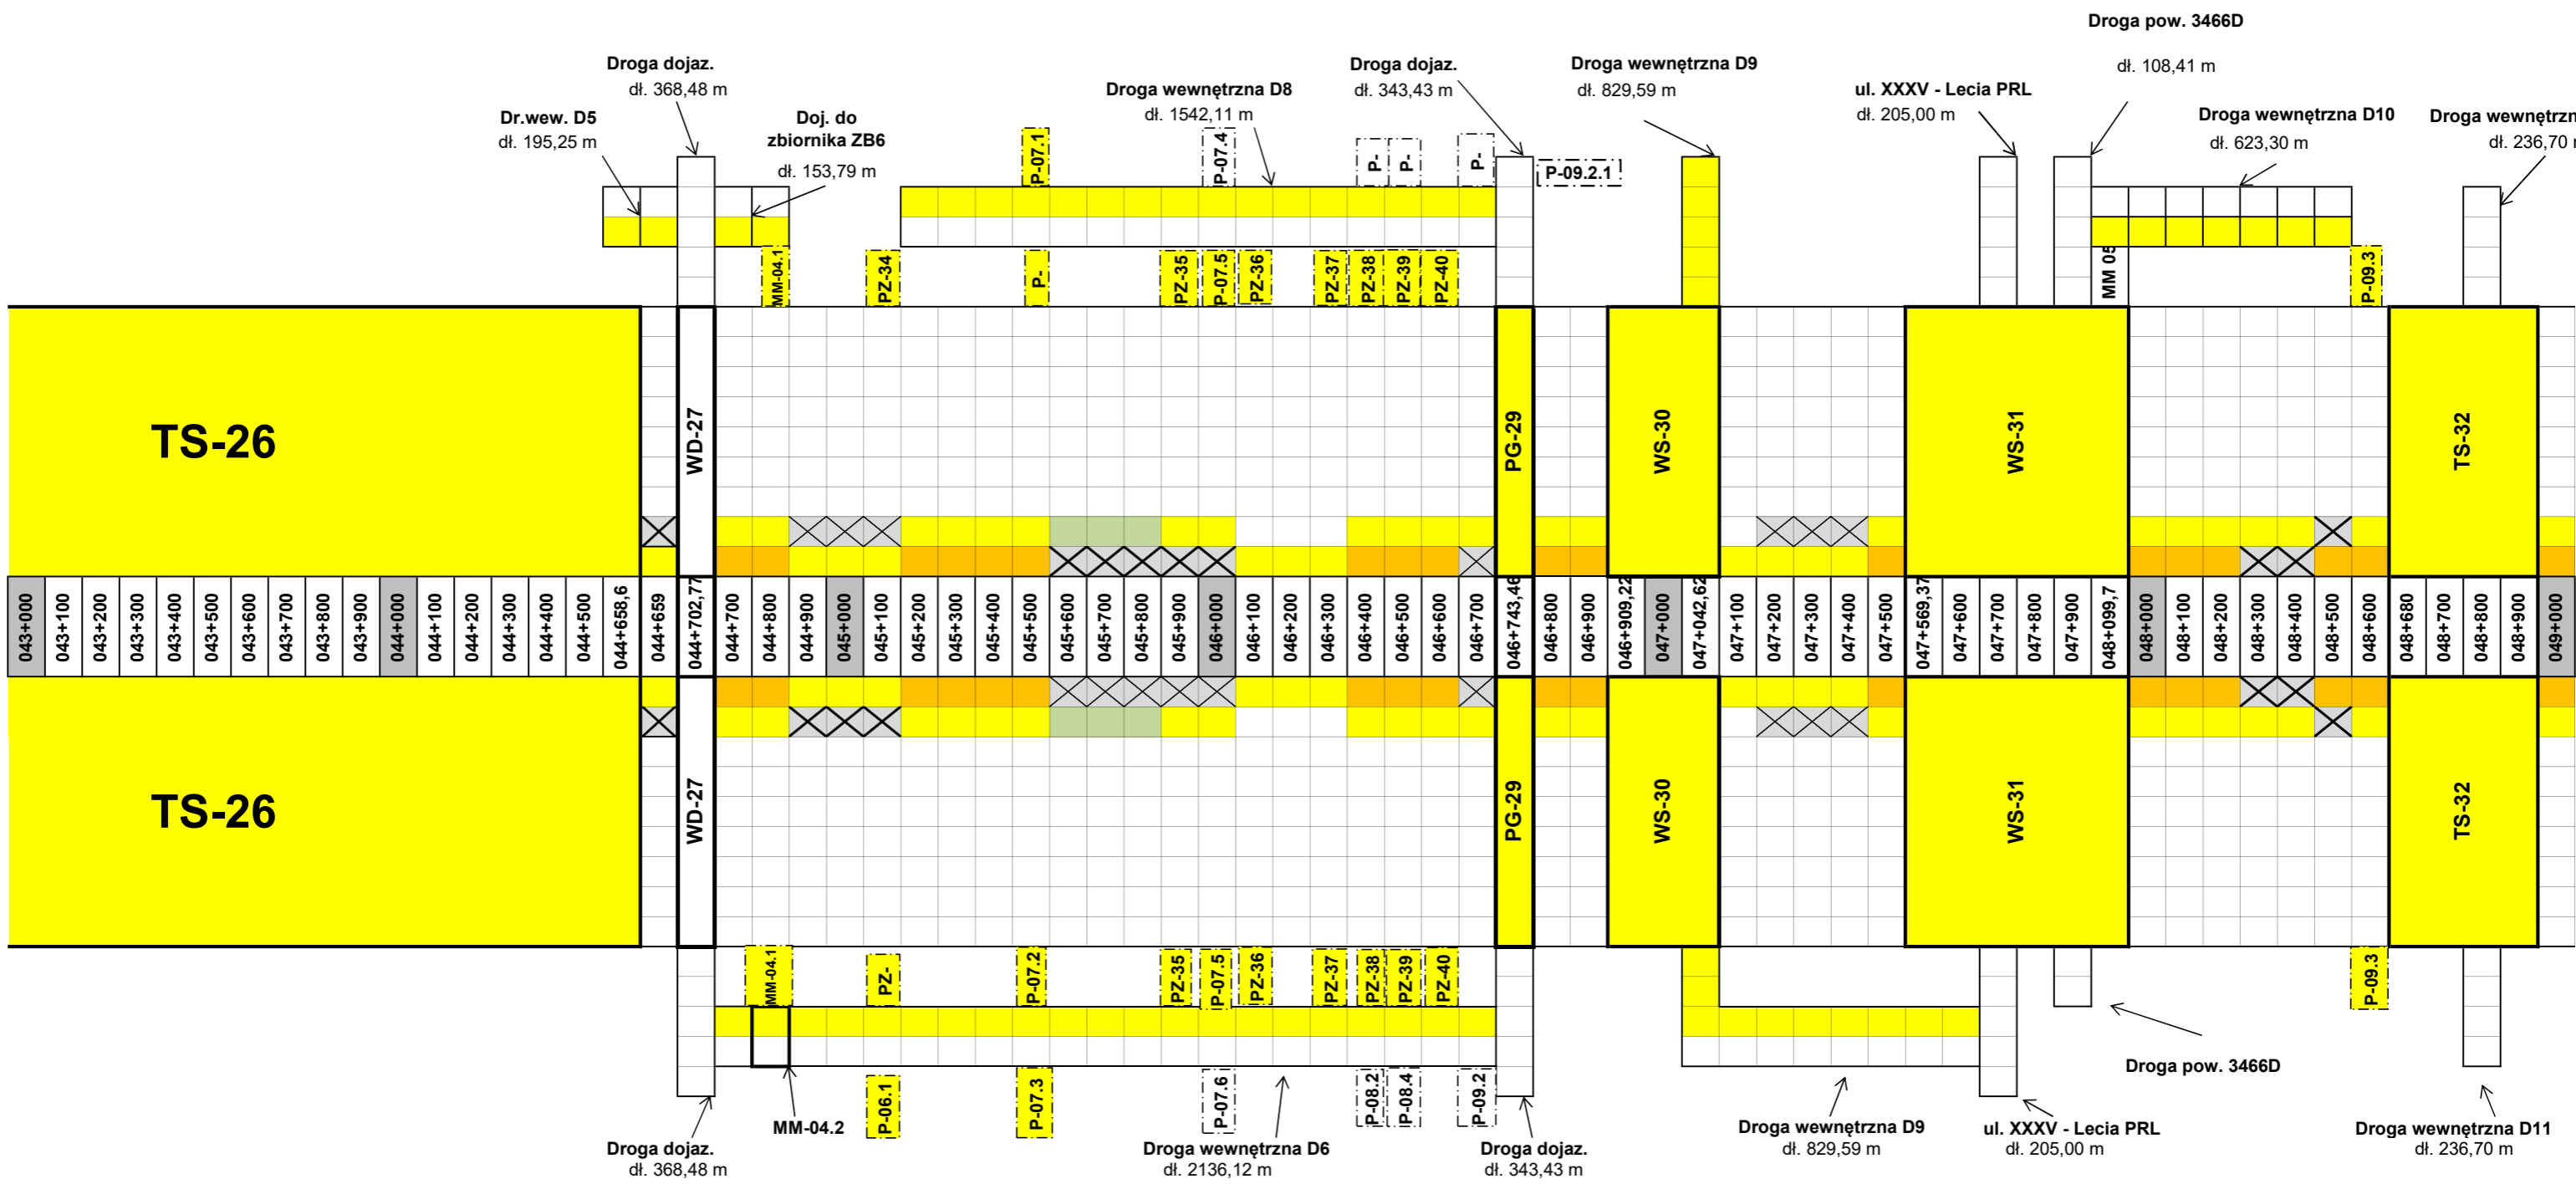 Droga pow. 3466D
dł. 108,41 m
Droga dojaz.
dł. 368,48 m
Droga wewnętrzna D8
dł. 1542,11 m
Droga dojaz.
dł. 343,43 m
Droga wewnętrzna D9
dł. 829,59 m
ul. XXXV - Lecia PRL
dł. 205,00 m
Dr.wew. D5
dł. 195,25 m
Doj. do
zbiornika ZB6
dł. 153,79 m
Droga wewnętrzna D10
dł. 623,30 m
Droga wewnętrzn
dł. 236,70 m
P-07.1
P-07.4
P-
P-
P-
P-09.2.1
MM-04.1
PZ-34
P-
PZ-35
P-07.5
PZ-36
PZ-37
PZ-38
PZ-39
PZ-40
MM 05
P-09.3
TS-26
WD-27
PG-29
WS-30
WS-31
TS-32
043+000
043+100
043+200
043+300
043+400
043+500
043+600
043+700
043+800
043+900
044+000
044+100
044+200
044+300
044+400
044+500
044+658,6
044+659
044+702,77
044+700
044+800
044+900
045+000
045+100
045+200
045+300
045+400
045+500
045+600
045+700
045+800
045+900
046+000
046+100
046+200
046+300
046+400
046+500
046+600
046+700
046+743,46
046+800
046+900
046+909,22
047+000
047+042,62
047+100
047+200
047+300
047+400
047+500
047+569,37
047+600
047+700
047+800
047+900
048+099,7
048+000
048+100
048+200
048+300
048+400
048+500
048+600
048+680
048+700
048+800
048+900
049+000
TS-26
WD-27
PG-29
WS-30
WS-31
TS-32
MM-04.1
PZ-
P-07.2
PZ-35
P-07.5
PZ-36
PZ-37
PZ-38
PZ-39
PZ-40
P-09.3
P-06.1
P-07.3
P-07.6
P-08.2
P-08.4
P-09.2
MM-04.2
Droga pow. 3466D
Droga dojaz.
dł. 368,48 m
Droga wewnętrzna D6
dł. 2136,12 m
Droga dojaz.
dł. 343,43 m
Droga wewnętrzna D9
dł. 829,59 m
ul. XXXV - Lecia PRL
dł. 205,00 m
Droga wewnętrzna D11
dł. 236,70 m